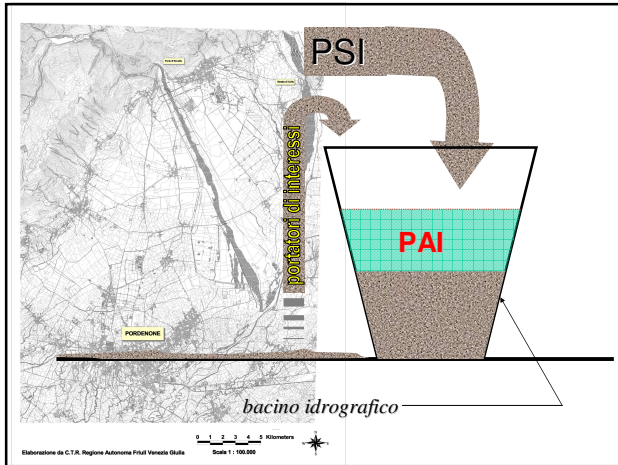 PSI
portatori di interessi
PAI
PORDENONE
bacino idrografico
0 1 2 3 4 5 Kilometers
Elaborazione da C.T.R. Regione Autonoma Friuli Venezia Giulia
Scala 1 : 100.000